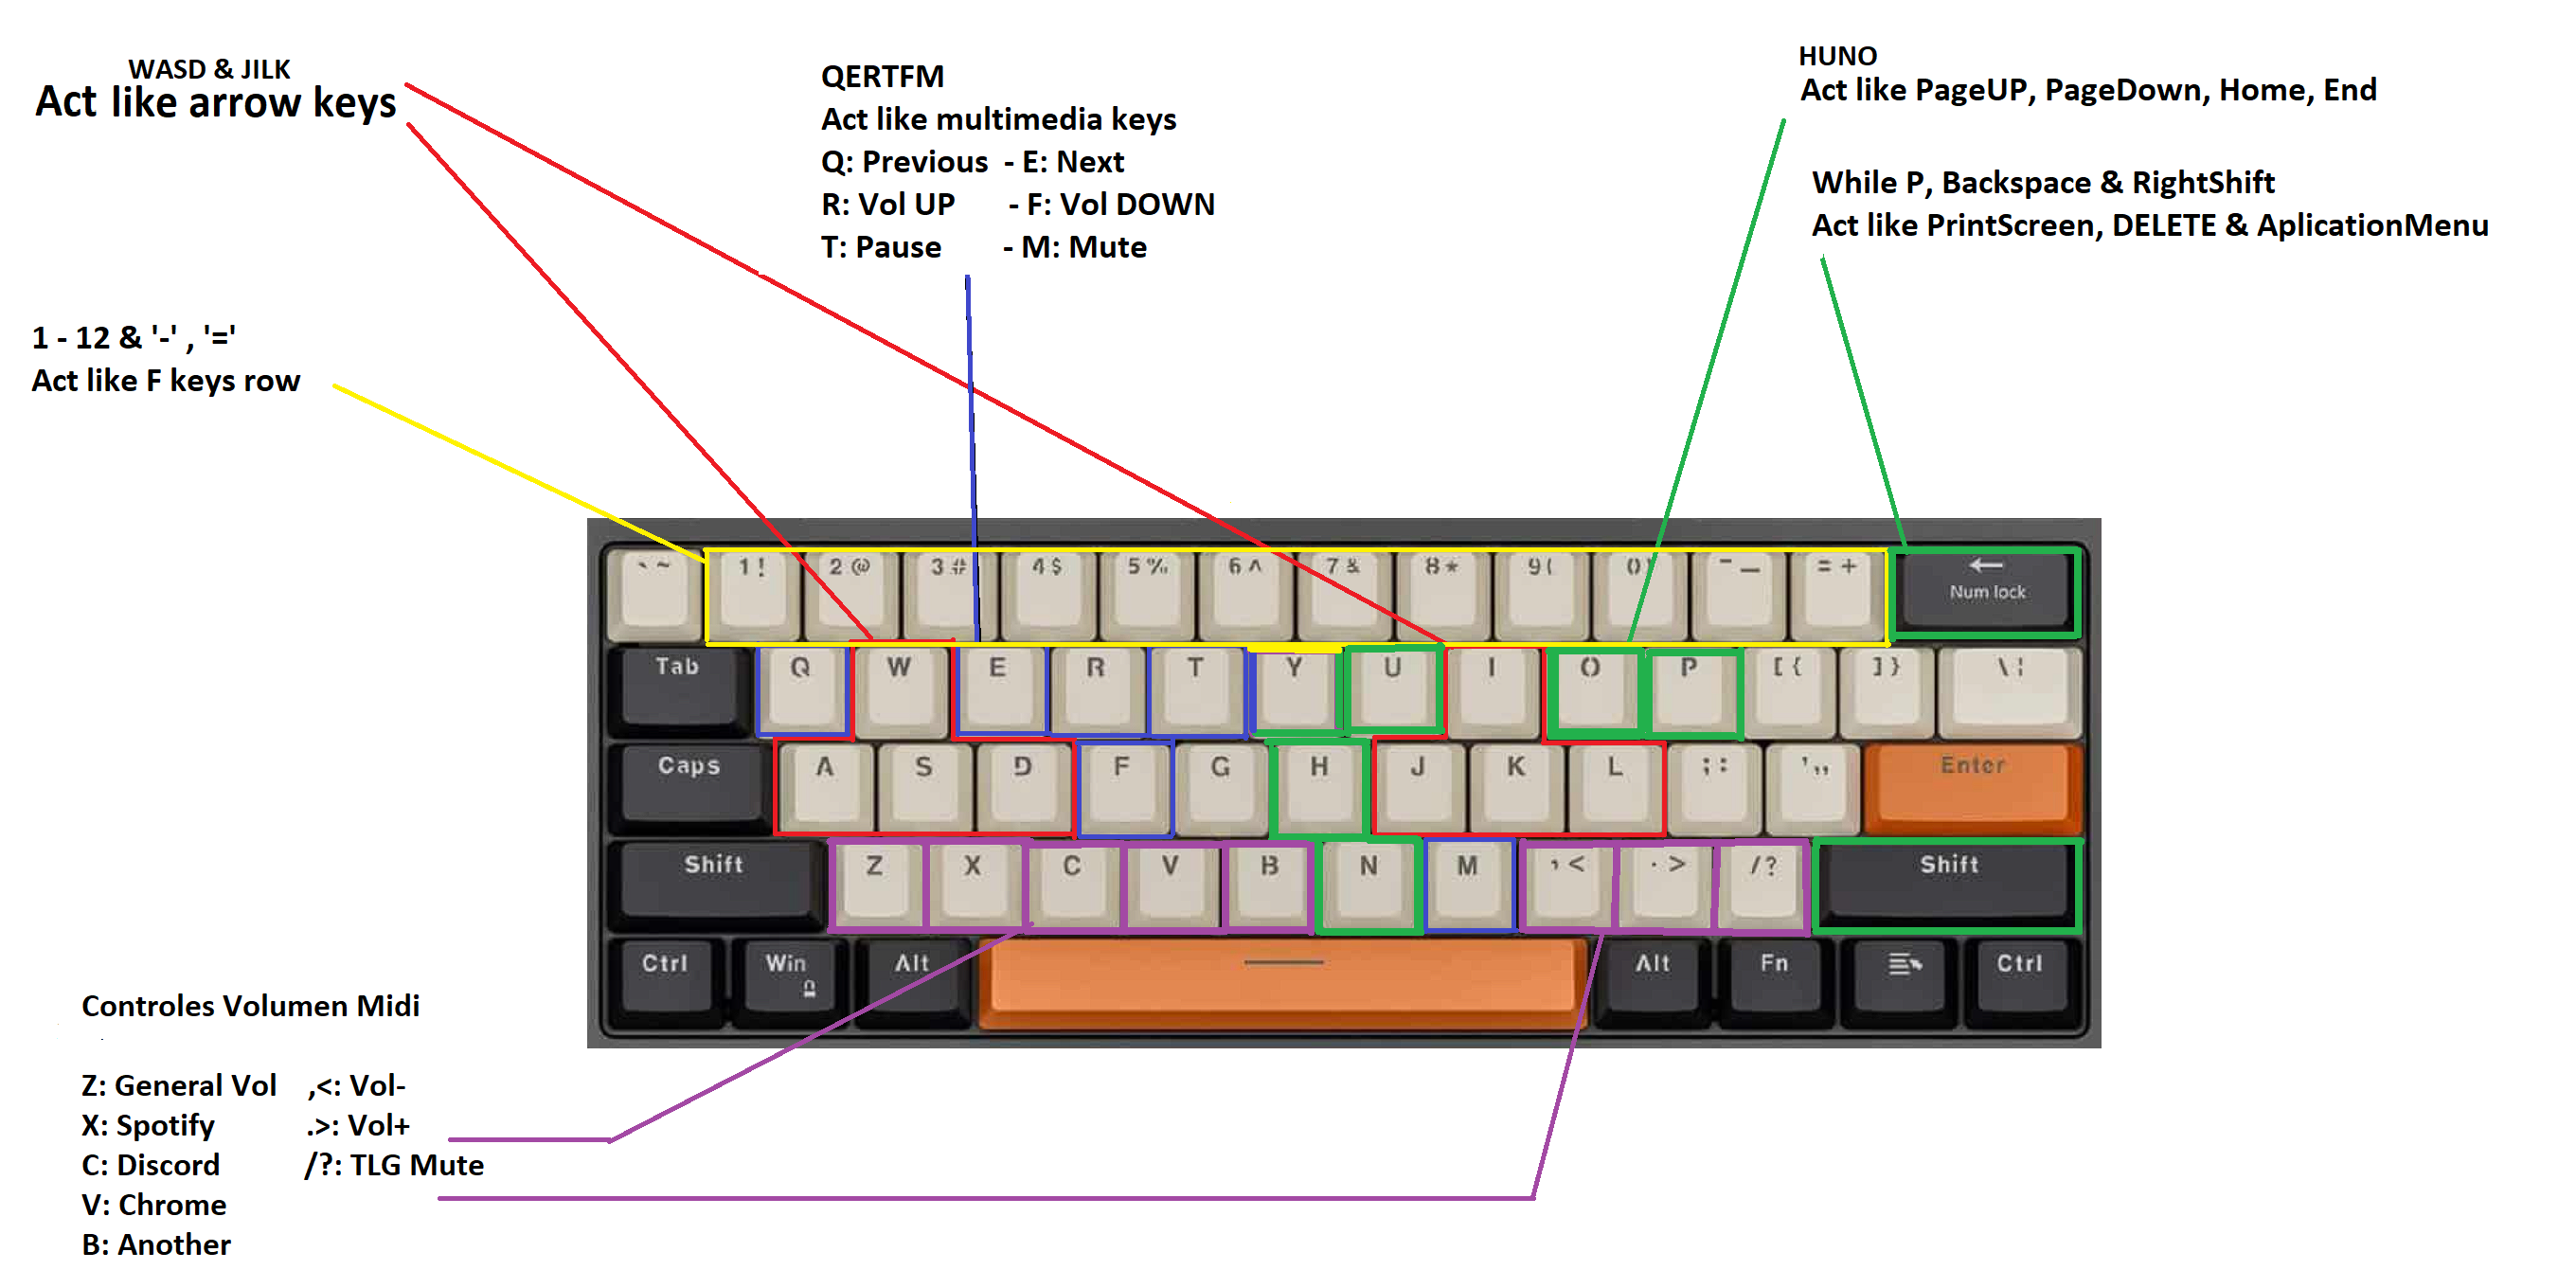 WASD & JILK
Act like arrow keys
QERTFM
Act like multimedia keys
Q: Previous - E: Next
R: Vol UP - F: Vol DOWN
T: Pause - M: Mute
HUNO
Act like PageUP, PageDown, Home, End
While P, Backspace & RightShift
Act like PrintScreen, DELETE & AplicationMenu
1 - 12 & '-' , '='
Act like F keys row
` ~ 1 ! 2 @ 3 # 4 $ 5 % 6 ^ 7 & 8 * 9 ( 0 ) - _ = + ←
Num lock
Tab Q W E R T Y U I O P [ { ] } \ ¦
Caps A S D F G H J K L ; : ' ,, Enter
Shift Z X C V B N M , < . > / ? Shift
Ctrl Win Alt Alt Fn Ctrl
Controles Volumen Midi
Z: General Vol ,<: Vol-
X: Spotify .>: Vol+
C: Discord /?: TLG Mute
V: Chrome
B: Another